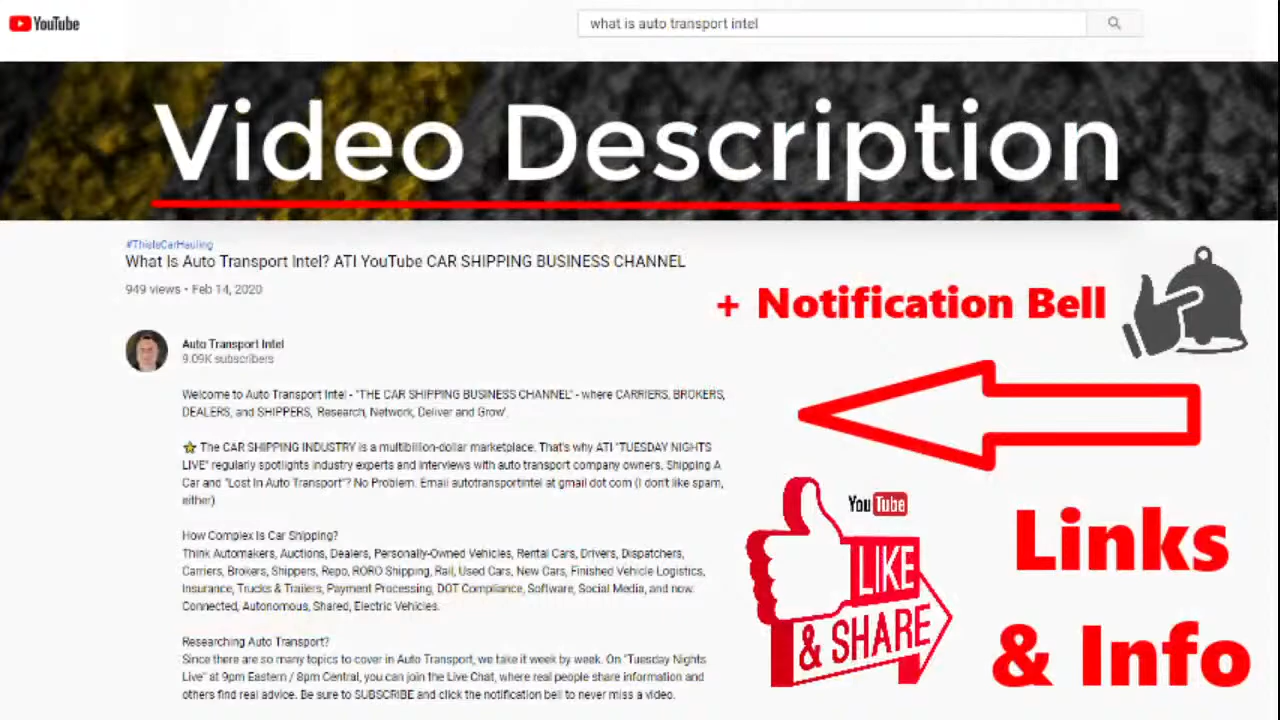 YouTube
what is auto transport intel
Video Description
#ThisIsCarHauling
What Is Auto Transport Intel? ATI YouTube CAR SHIPPING BUSINESS CHANNEL
949 views • Feb 14, 2020
+ Notification Bell
Auto Transport Intel
9.09K subscribers
Welcome to Auto Transport Intel - "THE CAR SHIPPING BUSINESS CHANNEL" - where CARRIERS, BROKERS,
DEALERS, and SHIPPERS, Research, Network, Deliver and Grow'.
⭐ The CAR SHIPPING INDUSTRY is a multibillion-dollar marketplace. That's why ATI "TUESDAY NIGHTS
LIVE" regularly spotlights industry experts and interviews with auto transport company owners. Shipping A
Car and "Lost In Auto Transport"? No Problem. Email autotransportintel at gmail dot com (I don't like spam,
either).
How Complex Is Car Shipping?
Think Automakers, Auctions, Dealers, Personally-Owned Vehicles, Rental Cars, Drivers, Dispatchers,
Carriers, Brokers, Shippers, Repo, RORO Shipping, Rail, Used Cars, New Cars, Finished Vehicle Logistics,
Insurance, Trucks & Trailers, Payment Processing, DOT Compliance, Software, Social Media, and now
Connected, Autonomous, Shared, Electric Vehicles.
Researching Auto Transport?
Since there are so many topics to cover in Auto Transport, we take it week by week. On "Tuesday Nights
Live" at 9pm Eastern / 8pm Central, you can join the Live Chat, where real people share information and
others find real advice. Be sure to SUBSCRIBE and click the notification bell to never miss a video.
YouTube
LIKE
& SHARE
Links
& Info